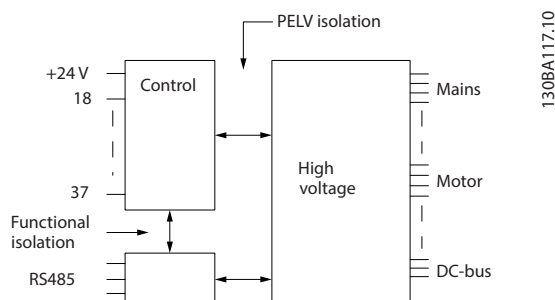 PELV isolation
130BA117.10
+24 V
Control
Mains
18
High
voltage
Motor
37
Functional
isolation
DC-bus
RS485